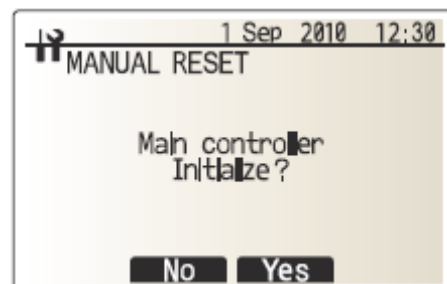 1 Sep 2010 12:30
MANUAL RESET
Main controller
Initialize?
No Yes